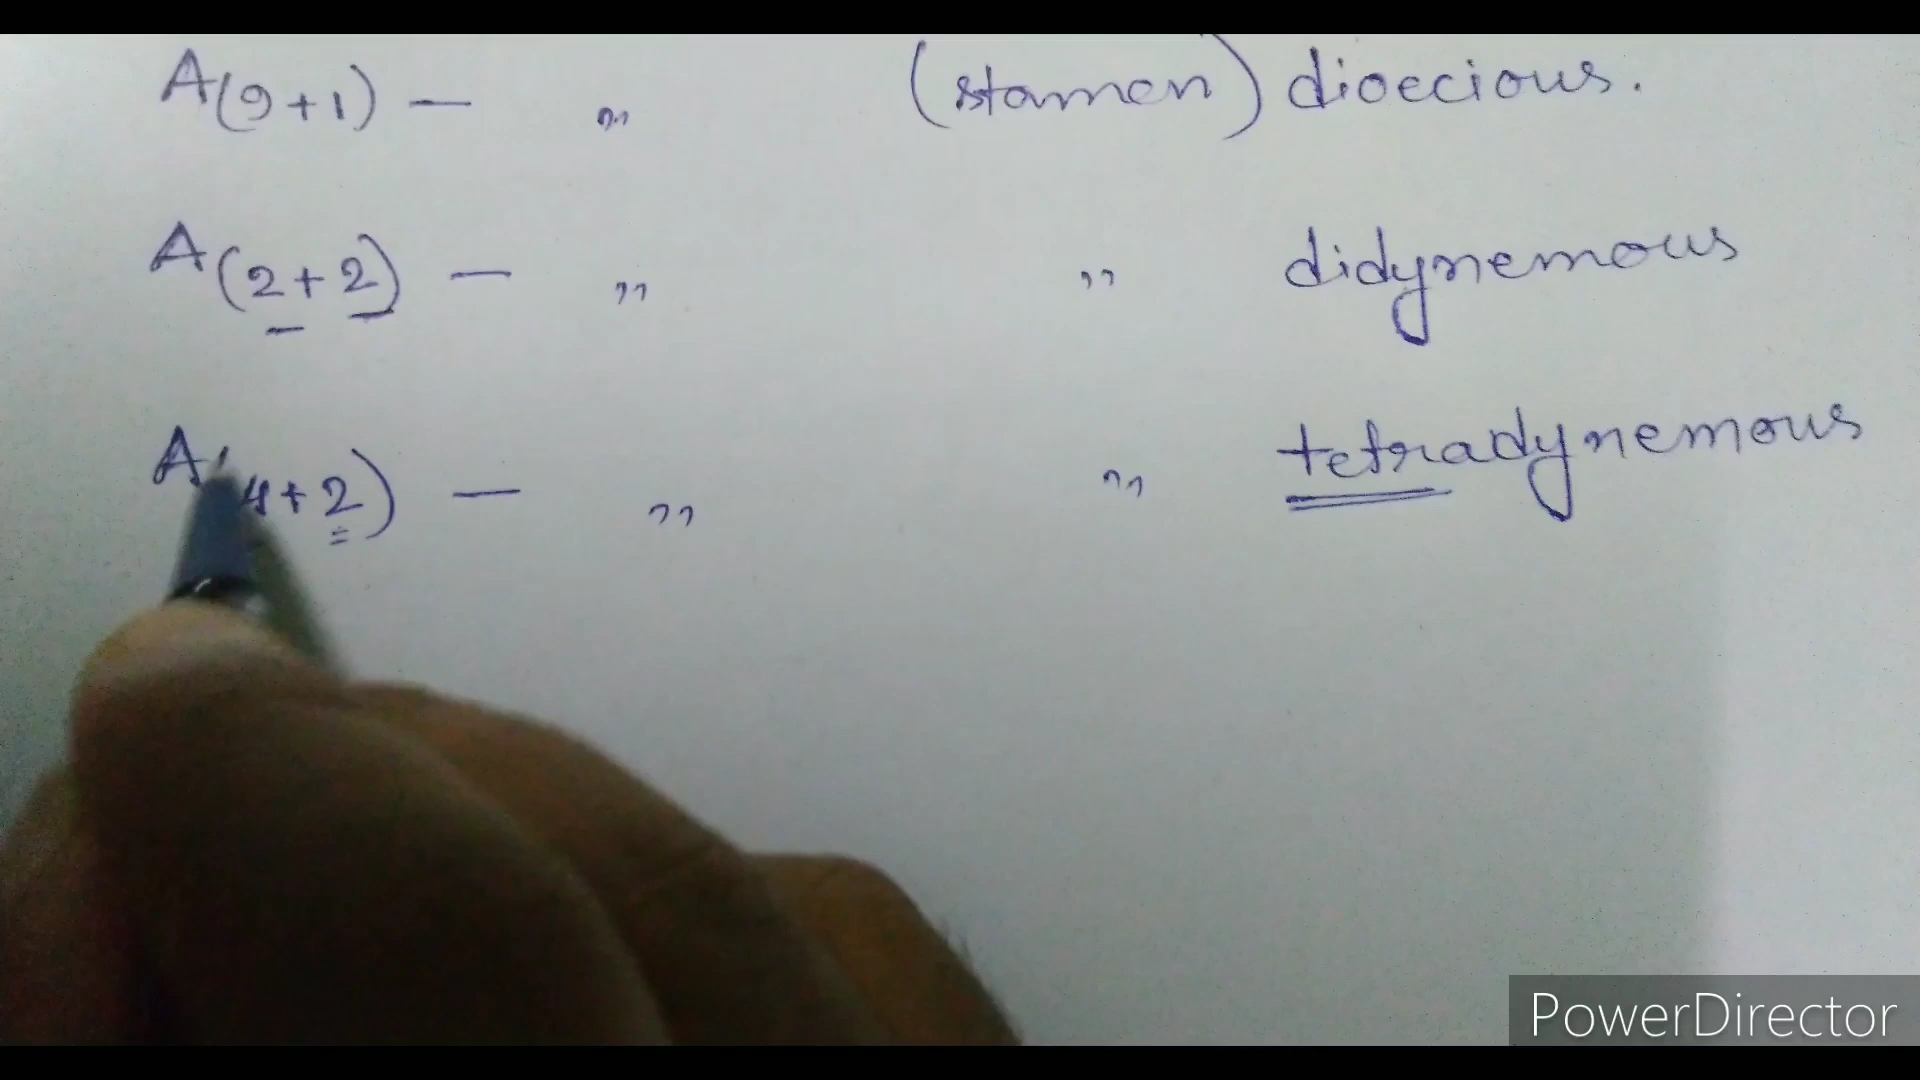 A(9+1) — „ (stamen) dioecious.
A(2+2) — „ „ didynemous
A(4+2) — „ „ tetradynemous
PowerDirector